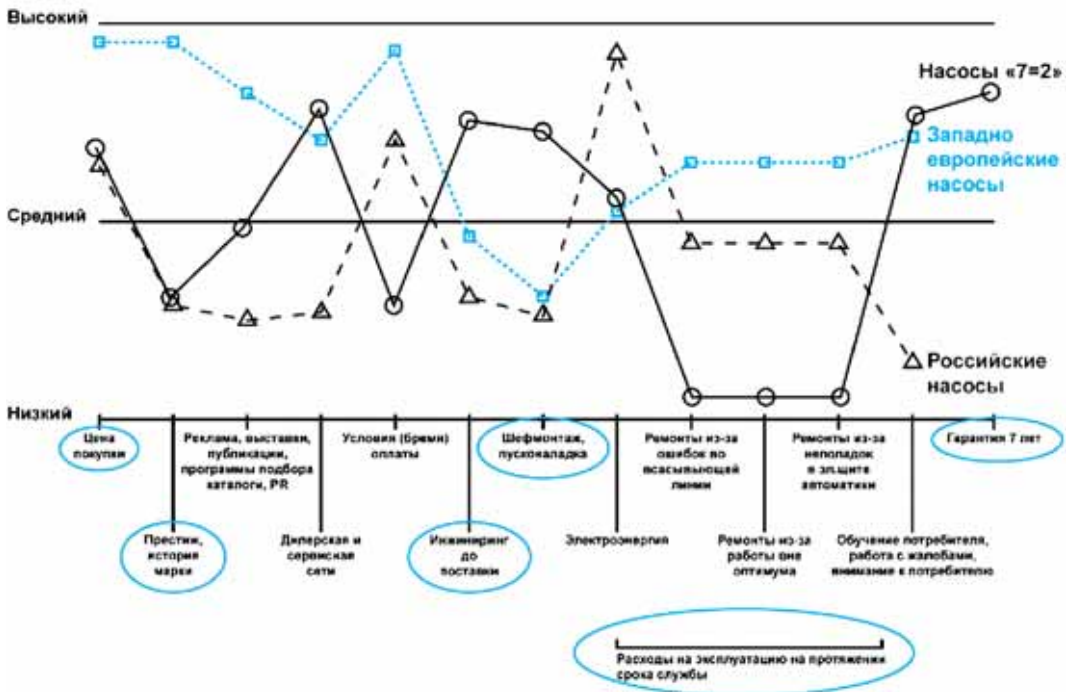 Высокий
Насосы «7=2»
Западно
европейские
насосы
Средний
Российские
насосы
Низкий
Цена
покупки
Реклама, выставки,
публикации,
программы подбора
каталоги, PR
Условия (бремя)
оплаты
Шефмонтаж,
пусконаладка
Ремонты из-за
ошибок во
всасывающей
линии
Ремонты из-за
неполадок
в эл.щите
автоматики
Гарантия 7 лет
Престиж,
история
марки
Дилерская и
сервисная
сети
Инжиниринг
до
поставки
Электроэнергия
Ремонты из-за
работы вне
оптимума
Обучение потребителя,
работа с жалобами,
внимание к потребителю
Расходы на эксплуатацию на протяжении
срока службы